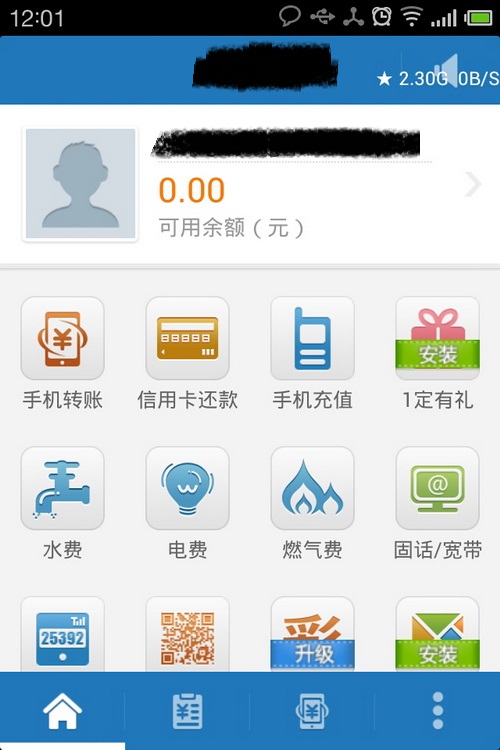 12:01
★ 2.30G 0B/S
0.00
可用余额（元）
安装
手机转账
信用卡还款
手机充值
1定有礼
水费
电费
燃气费
固话/宽带
25392
彩
升级
安装